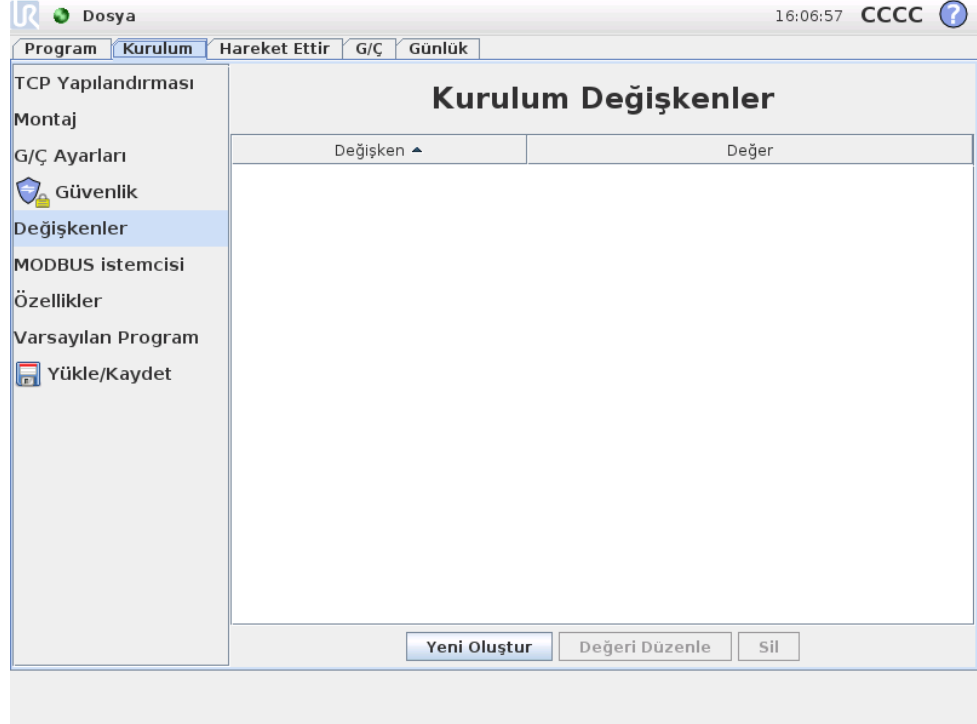 UR Dosya 16:06:57 CCCC ?
Program Kurulum Hareket Ettir G/Ç Günlük
TCP Yapılandırması
Montaj
G/Ç Ayarları
Güvenlik
Değişkenler
MODBUS istemcisi
Özellikler
Varsayılan Program
Yükle/Kaydet
Kurulum Değişkenler
Değişken Değer
Yeni Oluştur Değeri Düzenle Sil